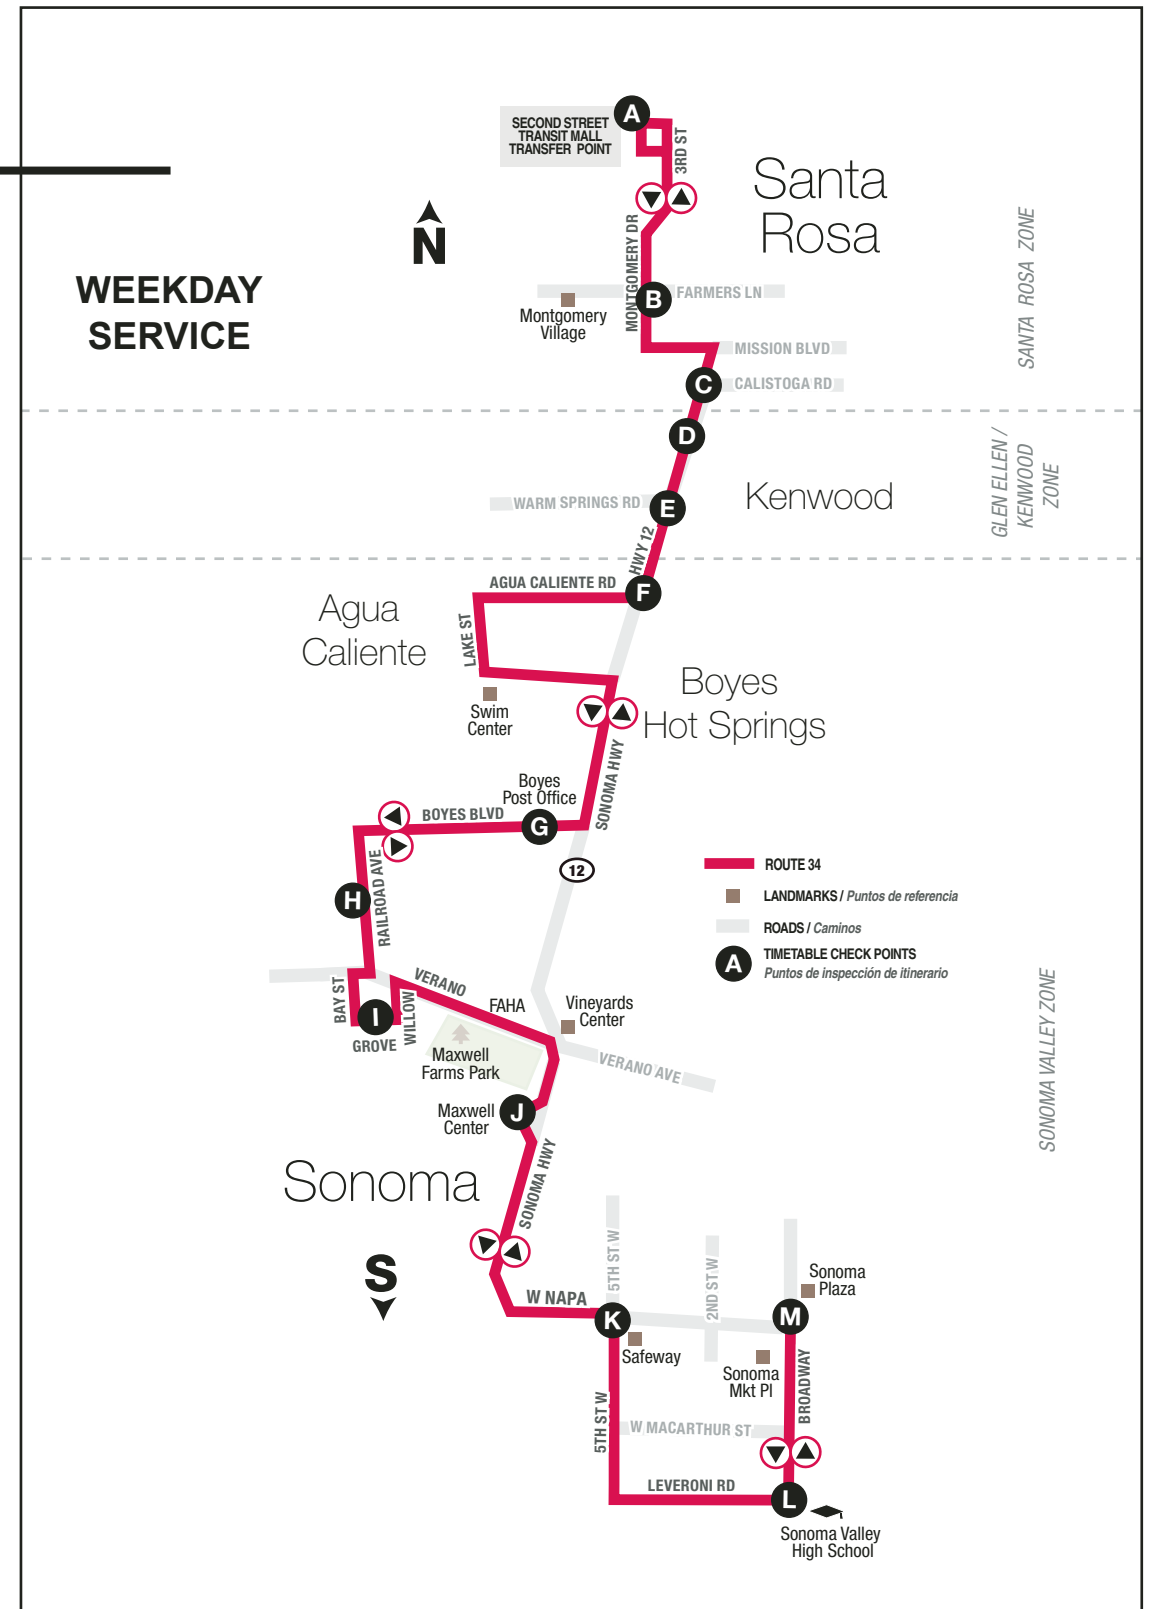 A
SECOND STREET
TRANSIT MALL
TRANSFER POINT
3RD ST
Santa
Rosa
N
MONTGOMERY DR
SANTA ROSA ZONE
WEEKDAY
SERVICE
B
FARMERS LN
Montgomery
Village
MISSION BLVD
C
CALISTOGA RD
D
GLEN ELLEN /
KENWOOD
ZONE
Kenwood
WARM SPRINGS RD
E
HWY 12
AGUA CALIENTE RD
F
Agua
Caliente
LAKE ST
Boyes
Hot Springs
Swim
Center
SONOMA HWY
Boyes
Post Office
BOYES BLVD
G
12
ROUTE 34
LANDMARKS / Puntos de referencia
ROADS / Caminos
A
TIMETABLE CHECK POINTS
Puntos de inspección de itinerario
H
RAILROAD AVE
VERANO
BAY ST
I
WILLOW
GROVE
FAHA
Vineyards
Center
Maxwell
Farms Park
VERANO AVE
SONOMA VALLEY ZONE
Maxwell
Center
J
SONOMA HWY
Sonoma
S
5TH ST W
2ND ST W
Sonoma
Plaza
W NAPA
K
M
Safeway
Sonoma
Mkt Pl
BROADWAY
5TH ST W
W MACARTHUR ST
LEVERONI RD
L
Sonoma Valley
High School